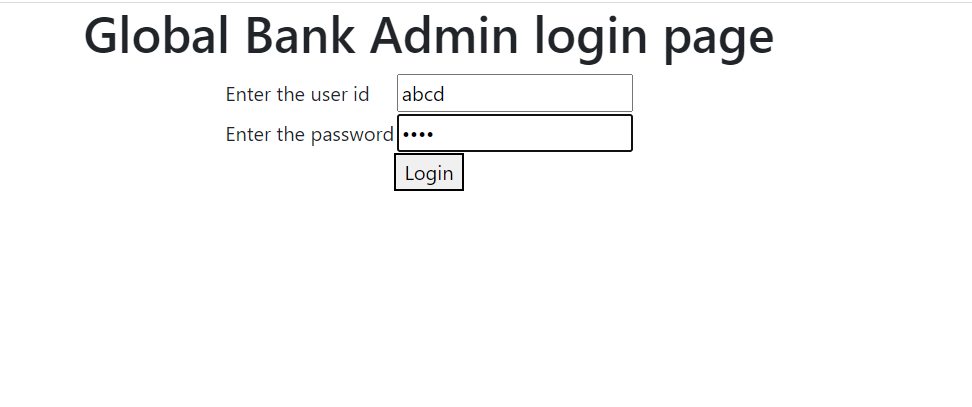 Global Bank Admin login page
Enter the user id abcd
Enter the password ••••
Login